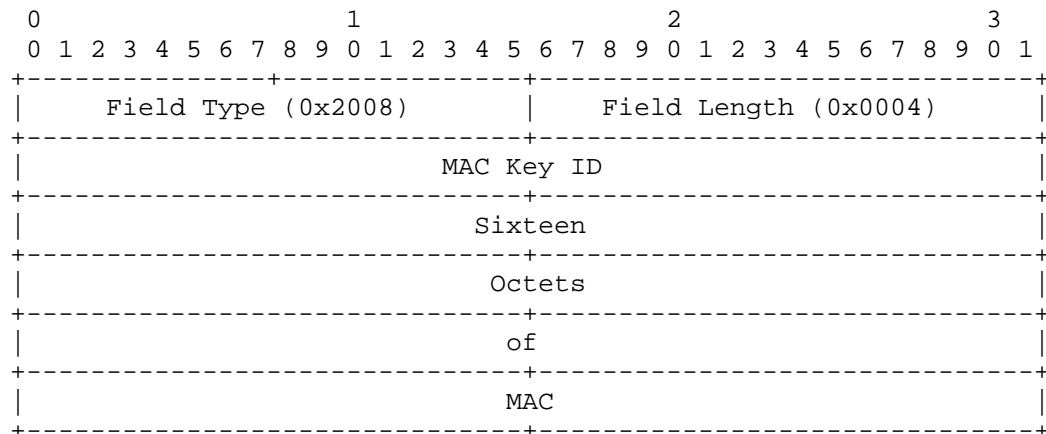 0                   1                   2                   3
 0 1 2 3 4 5 6 7 8 9 0 1 2 3 4 5 6 7 8 9 0 1 2 3 4 5 6 7 8 9 0 1
+---------------+---------------+-------------------------------+
|     Field Type (0x2008)       |    Field Length (0x0004)      |
+-------------------------------+-------------------------------+
|                          MAC Key ID                           |
+-------------------------------+-------------------------------+
|                            Sixteen                            |
+-------------------------------+-------------------------------+
|                             Octets                            |
+-------------------------------+-------------------------------+
|                              of                               |
+-------------------------------+-------------------------------+
|                              MAC                              |
+-------------------------------+-------------------------------+